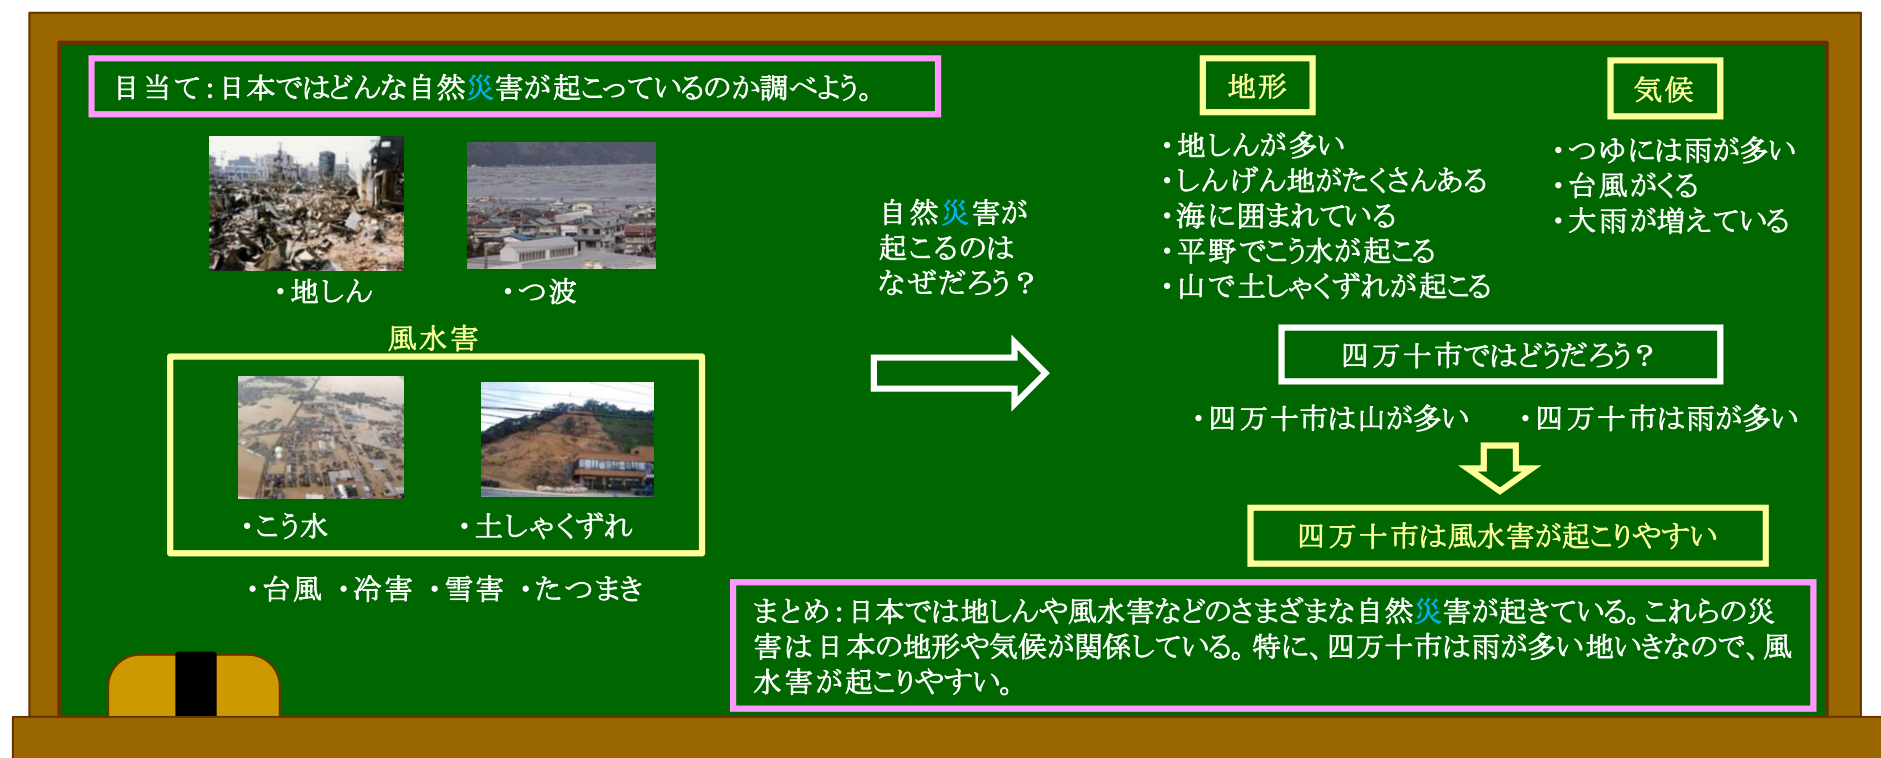 目当て：日本ではどんな自然災害が起こっているのか調べよう。
・地しん
・つ波
風水害
・こう水
・土しゃくずれ
・台風 ・冷害 ・雪害 ・たつまき
自然災害が
起こるのは
なぜだろう？
地形
・地しんが多い
・しんげん地がたくさんある
・海に囲まれている
・平野でこう水が起こる
・山で土しゃくずれが起こる
気候
・つゆには雨が多い
・台風がくる
・大雨が増えている
四万十市ではどうだろう？
・四万十市は山が多い
・四万十市は雨が多い
四万十市は風水害が起こりやすい
まとめ：日本では地しんや風水害などのさまざまな自然災害が起きている。これらの災
害は日本の地形や気候が関係している。特に、四万十市は雨が多い地いきなので、風
水害が起こりやすい。